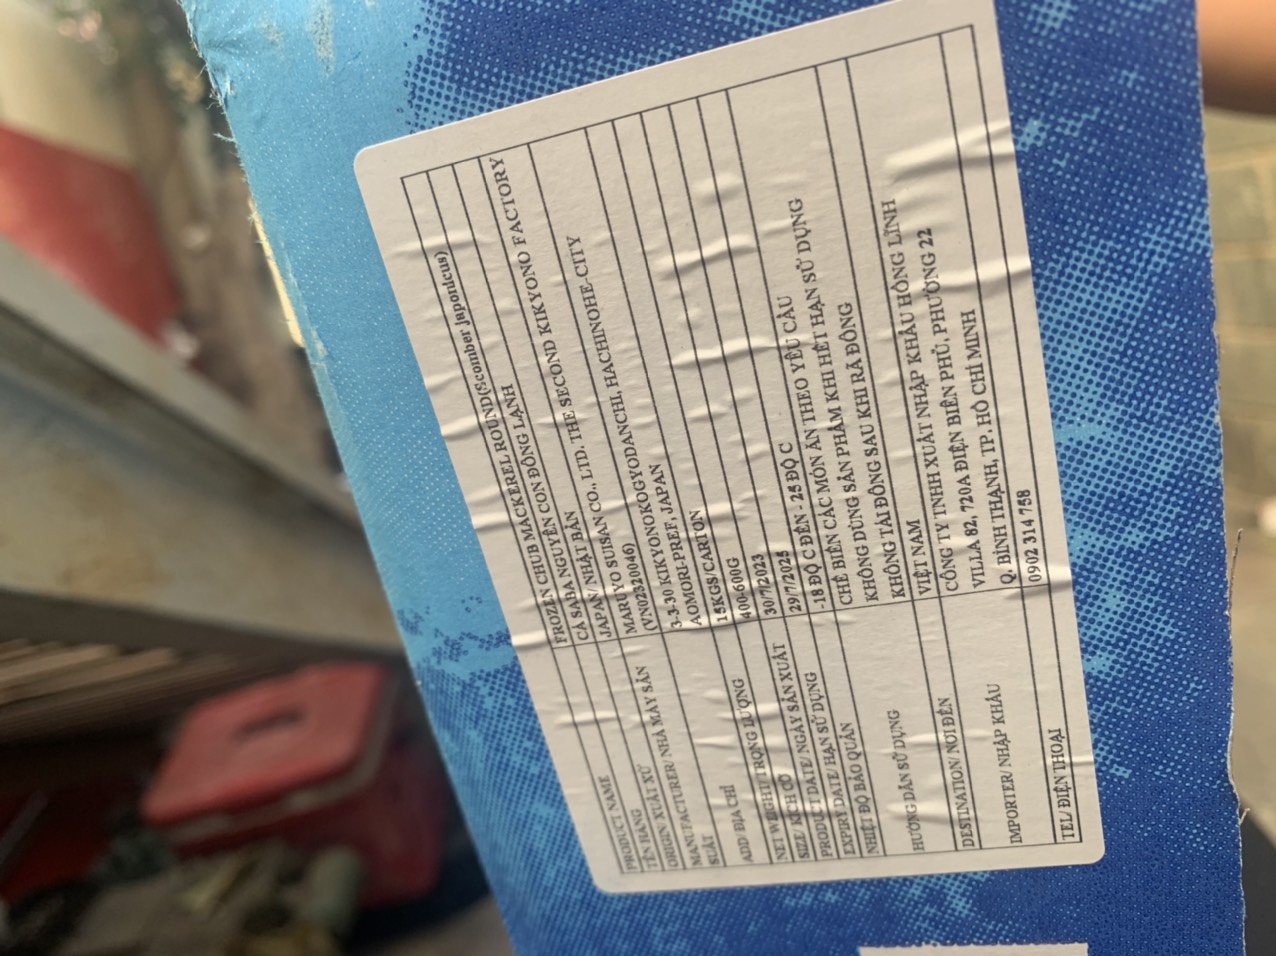 PRODUCT NAME FROZEN CHUB MACKEREL ROUND(Scomber japonicus)
TÊN HÀNG CÁ SABA NGUYÊN CON ĐÔNG LẠNH
ORIGIN/ XUẤT XỨ JAPAN/ NHẬT BẢN
MANUFACTURER/ NHÀ MÁY SẢN
XUẤT
MARUYO SUISAN CO., LTD. THE SECOND KIKYONO FACTORY
(VN02320046)
ADD/ ĐỊA CHỈ
3-3-30 KIKYONOKOGYODANCHI, HACHINOHE-CITY
AOMORI-PREF, JAPAN
NET WEIGHT/ TRỌNG LƯỢNG 15KGS/CARTON
SIZE/ KÍCH CỠ 400-600G
PRODUCT DATE/ NGÀY SẢN XUẤT 30/7/2023
EXPIRY DATE/ HẠN SỬ DỤNG 29/7/2025
NHIỆT ĐỘ BẢO QUẢN -18 ĐỘ C ĐẾN - 25 ĐỘ C
HƯỚNG DẪN SỬ DỤNG
CHẾ BIẾN CÁC MÓN ĂN THEO YÊU CẦU
KHÔNG DÙNG SẢN PHẨM KHI HẾT HẠN SỬ DỤNG
KHÔNG TÁI ĐÔNG SAU KHI RÃ ĐÔNG
DESTINATION/ NƠI ĐẾN VIỆT NAM
IMPORTER/ NHẬP KHẨU
CÔNG TY TNHH XUẤT NHẬP KHẨU HỒNG LĨNH
VILLA 82, 720A ĐIỆN BIÊN PHỦ, PHƯỜNG 22
Q. BÌNH THẠNH, TP. HỒ CHÍ MINH
TEL/ ĐIỆN THOẠI 0902 314 758